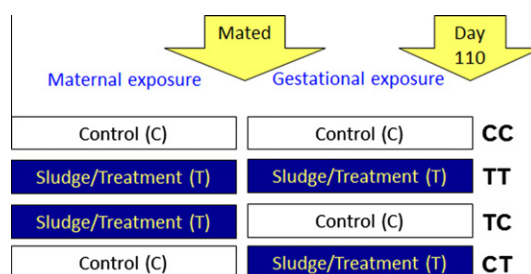 Mated
Day
110
Maternal exposure
Gestational exposure
Control (C)
Control (C)
CC
Sludge/Treatment (T)
Sludge/Treatment (T)
TT
Sludge/Treatment (T)
Control (C)
TC
Control (C)
Sludge/Treatment (T)
CT